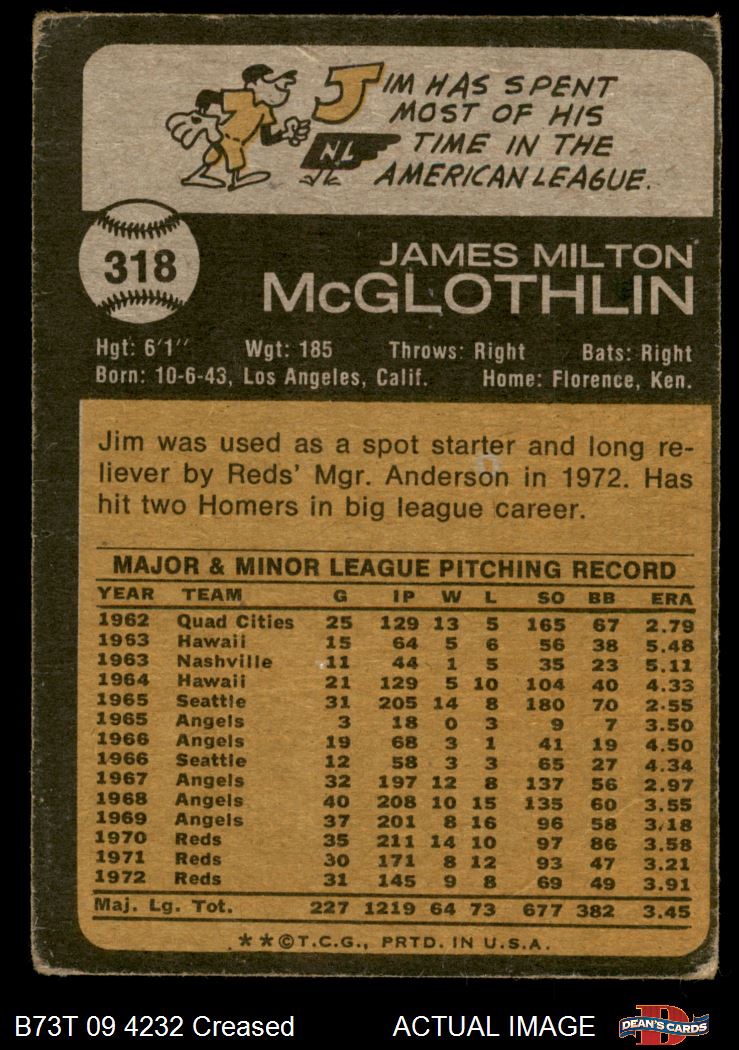 JIM HAS SPENT
MOST OF HIS
TIME IN THE
AMERICAN LEAGUE.
NL
318
JAMES MILTON
McGLOTHLIN
Hgt: 6'1" Wgt: 185 Throws: Right Bats: Right
Born: 10-6-43, Los Angeles, Calif. Home: Florence, Ken.
Jim was used as a spot starter and long re-
liever by Reds' Mgr. Anderson in 1972. Has
hit two Homers in big league career.
MAJOR & MINOR LEAGUE PITCHING RECORD
YEAR TEAM G IP W L SO BB ERA
1962 Quad Cities 25 129 13 5 165 67 2.79
1963 Hawaii 15 64 5 6 56 38 5.48
1963 Nashville 11 44 1 5 35 23 5.11
1964 Hawaii 21 129 5 10 104 40 4.33
1965 Seattle 31 205 14 8 180 70 2.55
1965 Angels 3 18 0 3 9 7 3.50
1966 Angels 19 68 3 1 41 19 4.50
1966 Seattle 12 58 3 3 65 27 4.34
1967 Angels 32 197 12 8 137 56 2.97
1968 Angels 40 208 10 15 135 60 3.55
1969 Angels 37 201 8 16 96 58 3.18
1970 Reds 35 211 14 10 97 86 3.58
1971 Reds 30 171 8 12 93 47 3.21
1972 Reds 31 145 9 8 69 49 3.91
Maj. Lg. Tot. 227 1219 64 73 677 382 3.45
**©T.C.G., PRTD. IN U.S.A.
B73T 09 4232 Creased ACTUAL IMAGE
D
DEAN'S CARDS